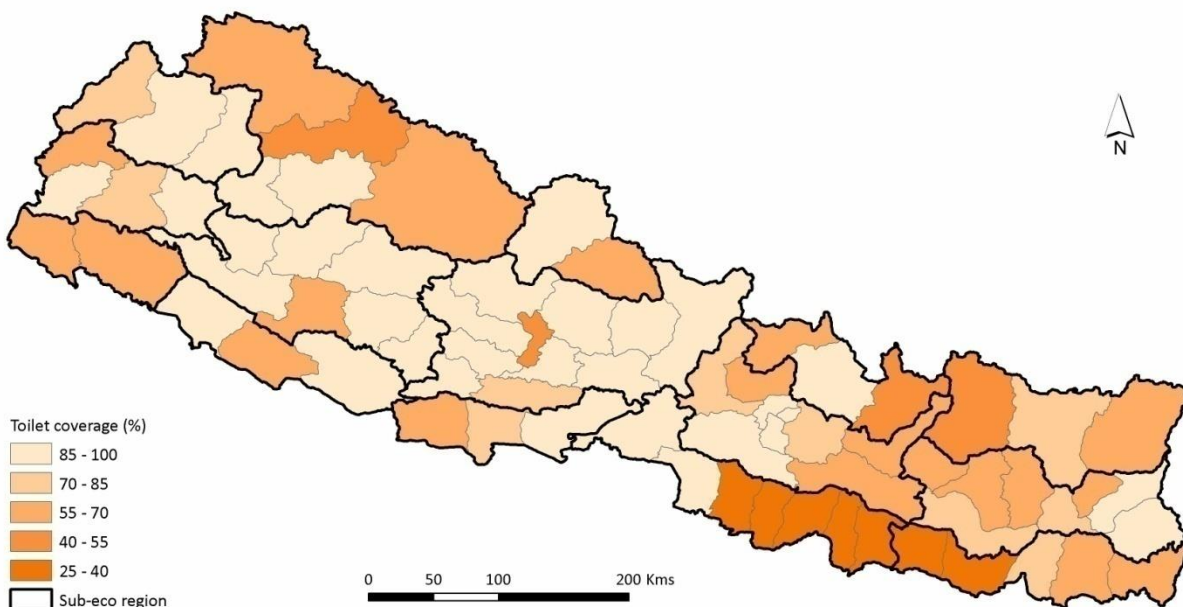 N
Toilet coverage (%)
85 - 100
70 - 85
55 - 70
40 - 55
25 - 40
Sub-eco region
0 50 100 200 Kms